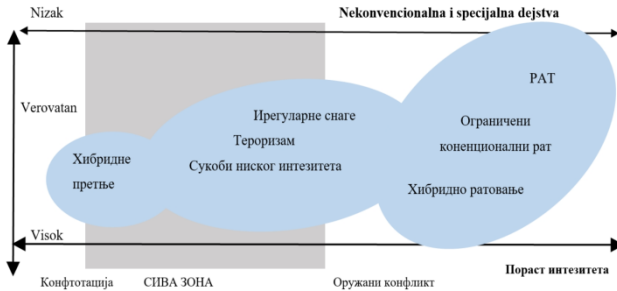 Nizak
Nekonvencionalna i specijalna dejstva
РАТ
Verovatan
Ирегуларне снаге
Ограничени
Тероризам
коненционални рат
Хибридне
Сукоби ниског интезитета
претње
Хибридно ратовање
Visok
Пораст интезитета
Конфтотација
СИВА ЗОНА
Оружани конфликт